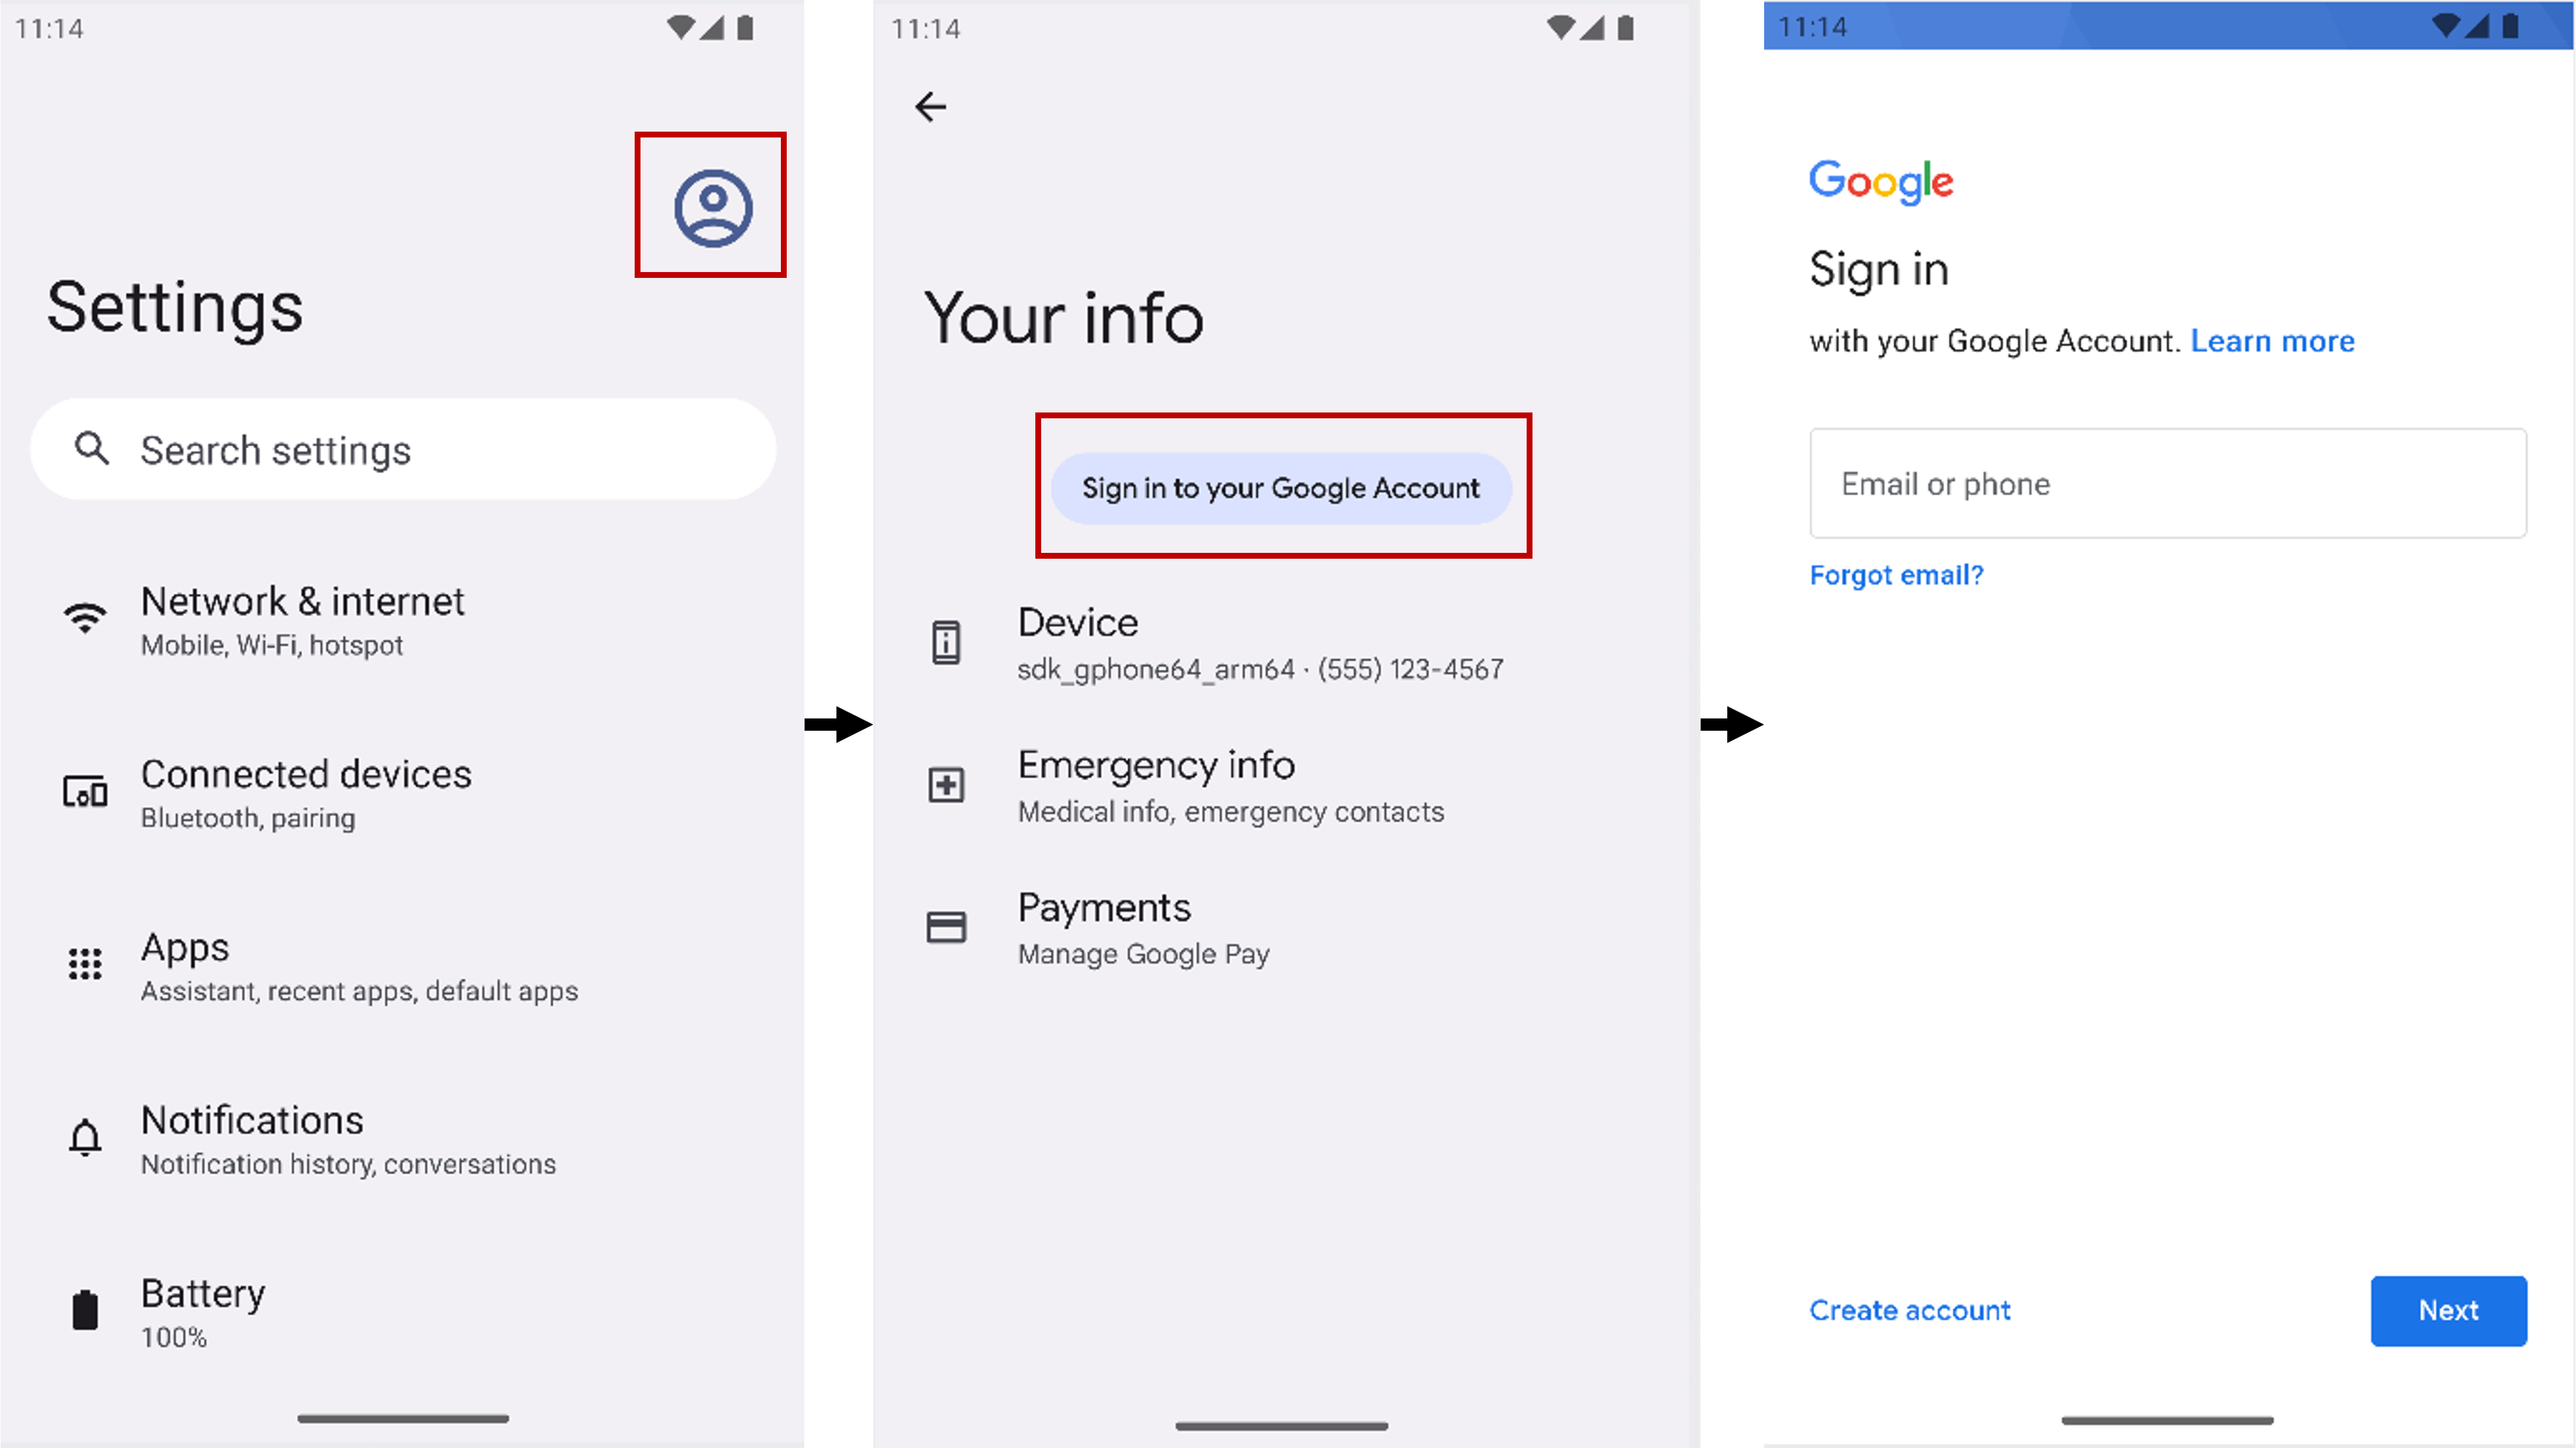 11:14
Settings
Search settings
Network & internet
Mobile, Wi-Fi, hotspot
Connected devices
Bluetooth, pairing
Apps
Assistant, recent apps, default apps
Notifications
Notification history, conversations
Battery
100%
11:14
Your info
Sign in to your Google Account
Device
sdk_gphone64_arm64 · (555) 123-4567
Emergency info
Medical info, emergency contacts
Payments
Manage Google Pay
11:14
Google
Sign in
with your Google Account. Learn more
Email or phone
Forgot email?
Create account
Next